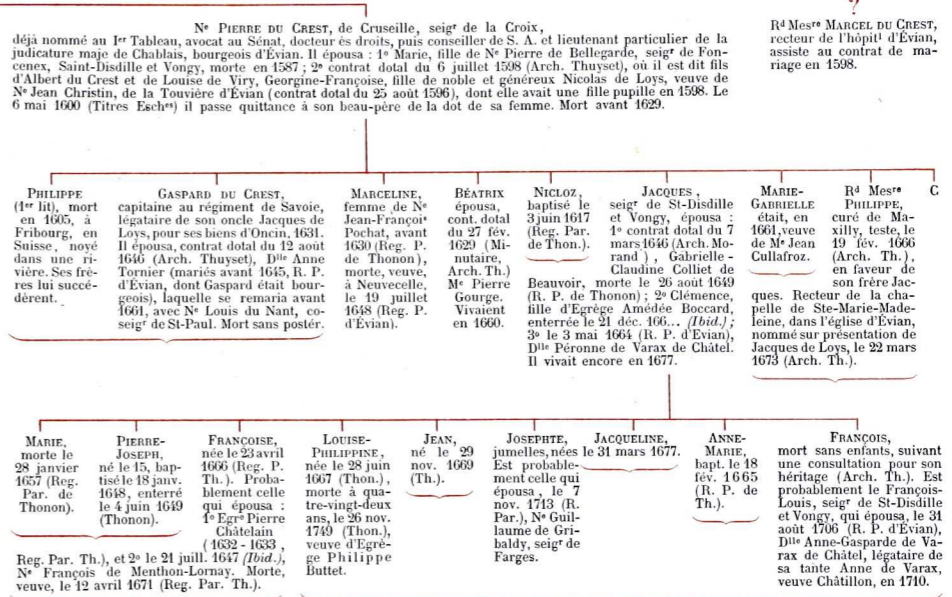 ?
Nᵉ PIERRE DU CREST, de Cruseille, seigʳ de la Croix,
déjà nommé au Iᵉʳ Tableau, avocat au Sénat, docteur ès droits, puis conseiller de S. A. et lieutenant particulier de la
judicature maje de Chablais, bourgeois d'Évian. Il épousa : 1º Marie, fille de Nᵉ Pierre de Bellegarde, seigʳ de Fon-
cenex, Saint-Disdille et Vongy, morte en 1587 ; 2º contrat dotal du 6 juillet 1598 (Arch. Thuyset), où il est dit fils
d'Albert du Crest et de Louise de Viry, Georgine-Françoise, fille de noble et généreux Nicolas de Loys, veuve de
Nᵉ Jean Christin, de la Touvière d'Évian (contrat dotal du 25 août 1596), dont elle avait une fille pupille en 1598. Le
6 mai 1600 (Titres Eschᵉˢ) il passe quittance à son beau-père de la dot de sa femme. Mort avant 1629.
Rᵈ Mesʳᵉ MARCEL DU CREST,
recteur de l'hôpitˡ d'Évian,
assiste au contrat de ma-
riage en 1598.
PHILIPPE
(1ᵉʳ lit), mort
en 1605, à
Fribourg, en
Suisse, noyé
dans une ri-
vière. Ses frè-
res lui succé-
dèrent.
GASPARD DU CREST,
capitaine au régiment de Savoie,
légataire de son oncle Jacques de
Loys, pour ses biens d'Oncin, 1631.
Il épousa, contrat dotal du 12 août
1646 (Arch. Thuyset), Dˡˡᵉ Anne
Tornier (mariés avant 1645, R. P.
d'Évian, dont Gaspard était bour-
geois), laquelle se remaria avant
1661, avec Nᵉ Louis du Nant, co-
seigʳ de St-Paul. Mort sans postér.
MARCELINE,
femme de Nᵉ
Jean-Françoiˢ
Pochat, avant
1630 (Reg. P.
de Thonon),
morte, veuve,
à Neuvecelle,
le 19 juillet
1648 (Reg. P.
d'Évian).
BÉATRIX
épousa,
cont. dotal
du 27 fév.
1629 (Mi-
nutaire,
Arch. Th.)
Mᵉ Pierre
Gourge.
Vivaient
en 1660.
NICLOZ,
baptisé le
3 juin 1617
(Reg. Par.
de Thon.).
JACQUES,
seigʳ de St-Disdille
et Vongy, épousa :
1º contrat dotal du 7
mars 1646 (Arch. Mo-
rand), Gabrielle-
Claudine Colliet de
Beauvoir, morte le 26 août 1649
(R. P. de Thonon) ; 2º Clémence,
fille d'Egrège Amédée Boccard,
enterrée le 21 déc. 166... (Ibid.) ;
3º le 3 mai 1664 (R. P. d'Evian),
Dˡˡᵉ Péronne de Varax de Châtel.
Il vivait encore en 1677.
MARIE-
GABRIELLE
était, en
1661, veuve
de Mᵉ Jean
Cullafroz.
Rᵈ Mesʳᵉ
PHILIPPE,
curé de Ma-
xilly, teste, le
19 fév. 1666
(Arch. Th.),
en faveur de
son frère Jac-
ques. Recteur de la cha-
pelle de Ste-Marie-Made-
leine, dans l'église d'Évian,
nommé sur présentation de
Jacques de Loys, le 22 mars
1673 (Arch. Th.).
C
MARIE,
morte le
28 janvier
1657 (Reg.
Par. de
Thonon).
PIERRE-
JOSEPH,
né le 15, bap-
tisé le 18 janv.
1648, enterré
le 4 juin 1649
(Thonon).
FRANÇOISE,
née le 23 avril
1666 (Reg. P.
Th.). Proba-
blement celle
qui épousa :
1º Egrᵉ Pierre
Châtelain
(1632-1633,
Reg. Par. Th.), et 2º le 21 juill. 1647 (Ibid.),
Nᵉ François de Menthon-Lornay. Morte,
veuve, le 12 avril 1671 (Reg. Par. Th.).
LOUISE-
PHILIPPINE,
née le 28 juin
1667 (Thon.),
morte à qua-
tre-vingt-deux
ans, le 26 nov.
1749 (Thon.),
veuve d'Egrè-
ge Philippe
Buttet.
JEAN,
né le 29
nov. 1669
(Th.).
JOSEPHTE, JACQUELINE,
jumelles, nées le 31 mars 1677.
Est proba-
blement celle
qui épousa,
le 7
nov. 1713 (R.
Par.), Nᵉ Guil-
laume de Gri-
baldy, seigʳ de
Farges.
ANNE-
MARIE,
bapt. le 18
fév. 1665
(R. P. de
Th.).
FRANÇOIS,
mort sans enfants, suivant
une consultation pour son
héritage (Arch. Th.). Est
probablement le François-
Louis, seigʳ de St-Disdille
et Vongy, qui épousa, le 31
août 1706 (R. P. d'Évian),
Dˡˡᵉ Anne-Gasparde de Va-
rax de Châtel, légataire de
sa tante Anne de Varax,
veuve Châtillon, en 1710.